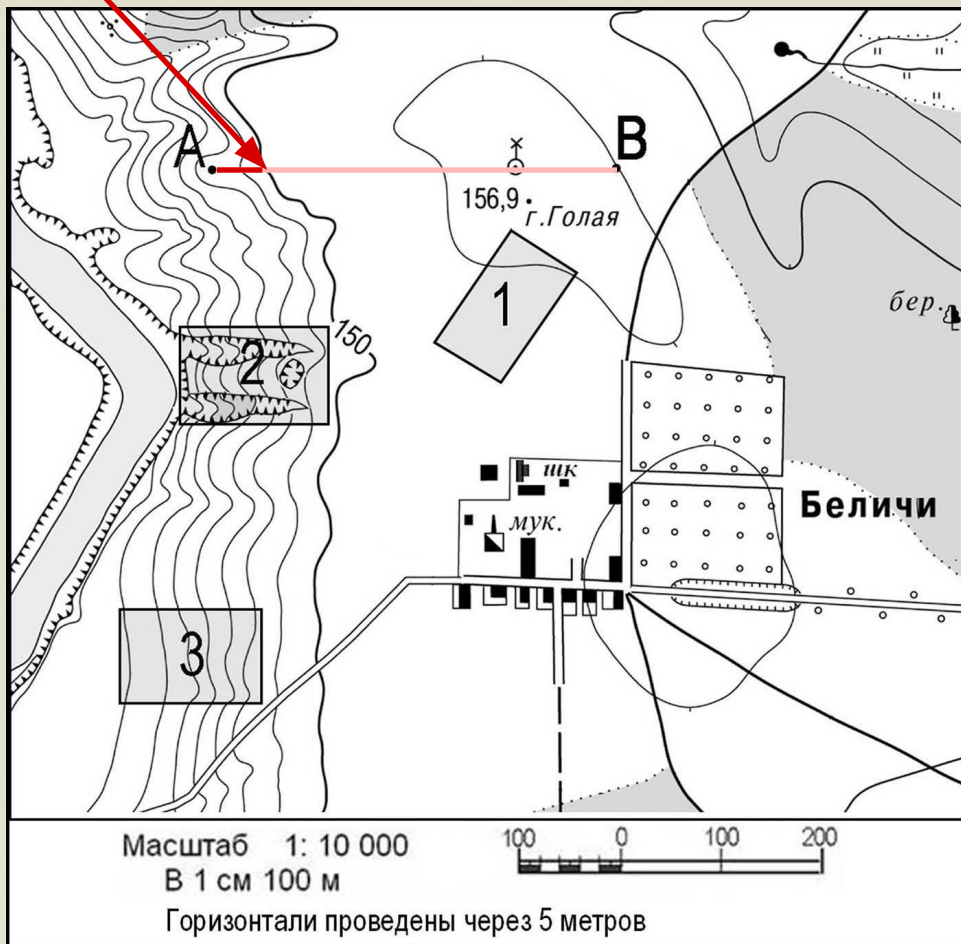 А
В
156,9
г.Голая
1
бер.
150
2
шк
Беличи
мук.
3
Масштаб 1: 10 000
В 1 см 100 м
100 0 100 200
Горизонтали проведены через 5 метров